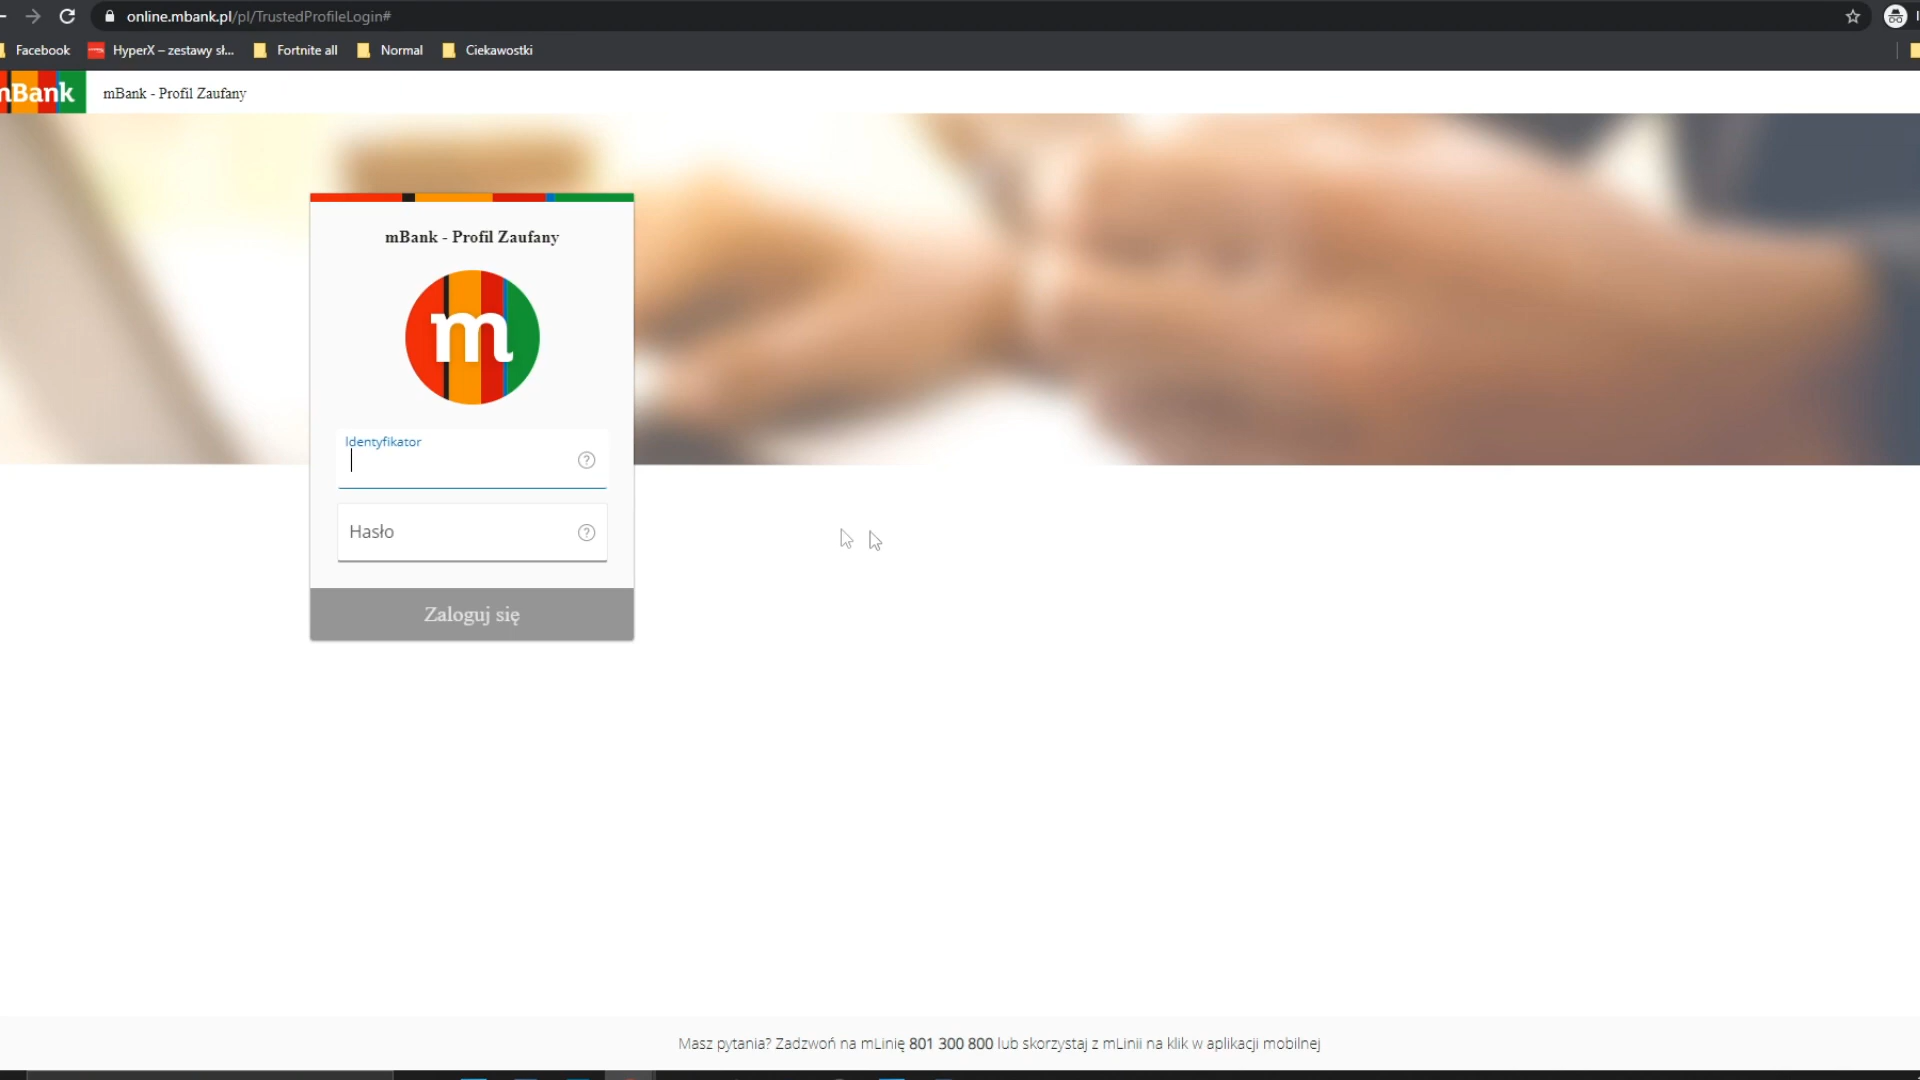 online.mbank.pl/pl/TrustedProfileLogin#
Facebook
HyperX – zestawy sł...
Fortnite all
Normal
Ciekawostki
mBank
mBank - Profil Zaufany
mBank - Profil Zaufany
m
Identyfikator
?
Hasło
?
Zaloguj się
Masz pytania? Zadzwoń na mLinię 801 300 800 lub skorzystaj z mLinii na klik w aplikacji mobilnej